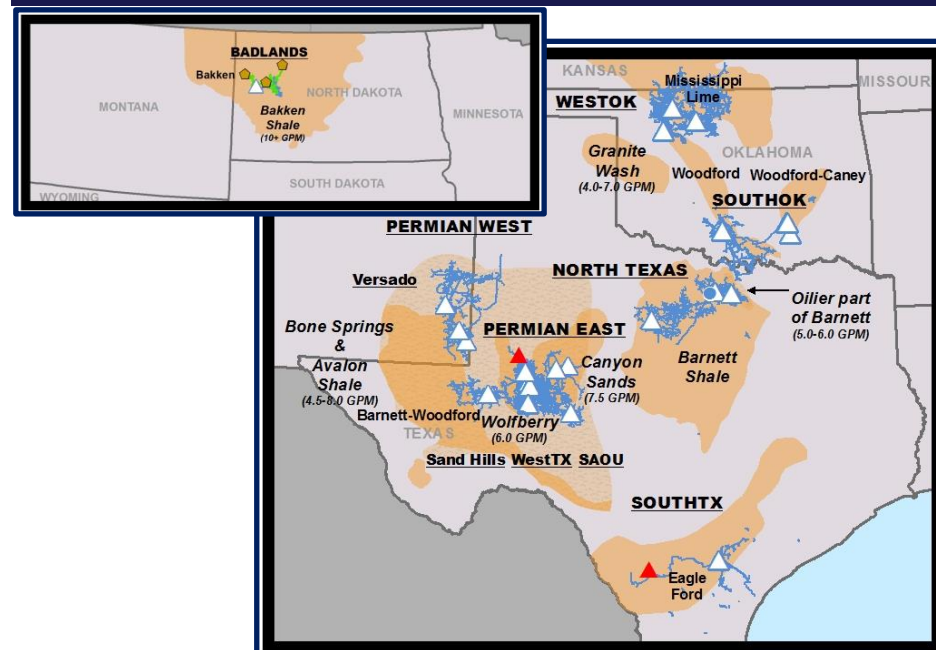 BADLANDS
Bakken
MONTANA
NORTH DAKOTA
Bakken
Shale
(10+ GPM)
MINNESOTA
SOUTH DAKOTA
WYOMING
KANSAS
Mississippi
Lime
MISSOUR
WESTOK
Granite
Wash
(4.0-7.0 GPM)
OKLAHOMA
Woodford
Woodford-Caney
SOUTHOK
PERMIAN WEST
Versado
NORTH TEXAS
Oilier part
of Barnett
(5.0-6.0 GPM)
Bone Springs
&
Avalon
Shale
(4.5-8.0 GPM)
PERMIAN EAST
Canyon
Sands
(7.5 GPM)
Barnett
Shale
Barnett-Woodford
Wolfberry
(6.0 GPM)
TEXAS
Sand Hills WestTX SAOU
SOUTHTX
Eagle
Ford